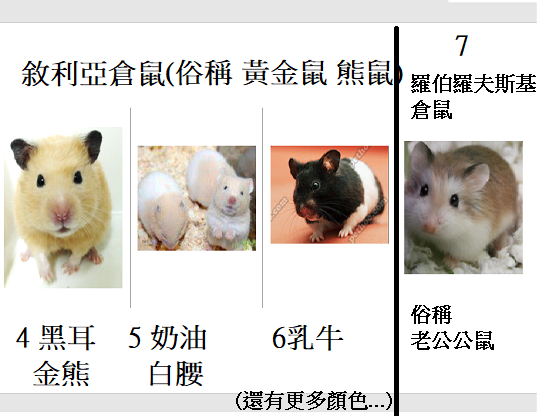 敘利亞倉鼠(俗稱 黃金鼠 熊鼠)
4 黑耳
金熊
5 奶油
白腰
6乳牛
(還有更多顏色...)
7
羅伯羅夫斯基
倉鼠
俗稱
老公公鼠